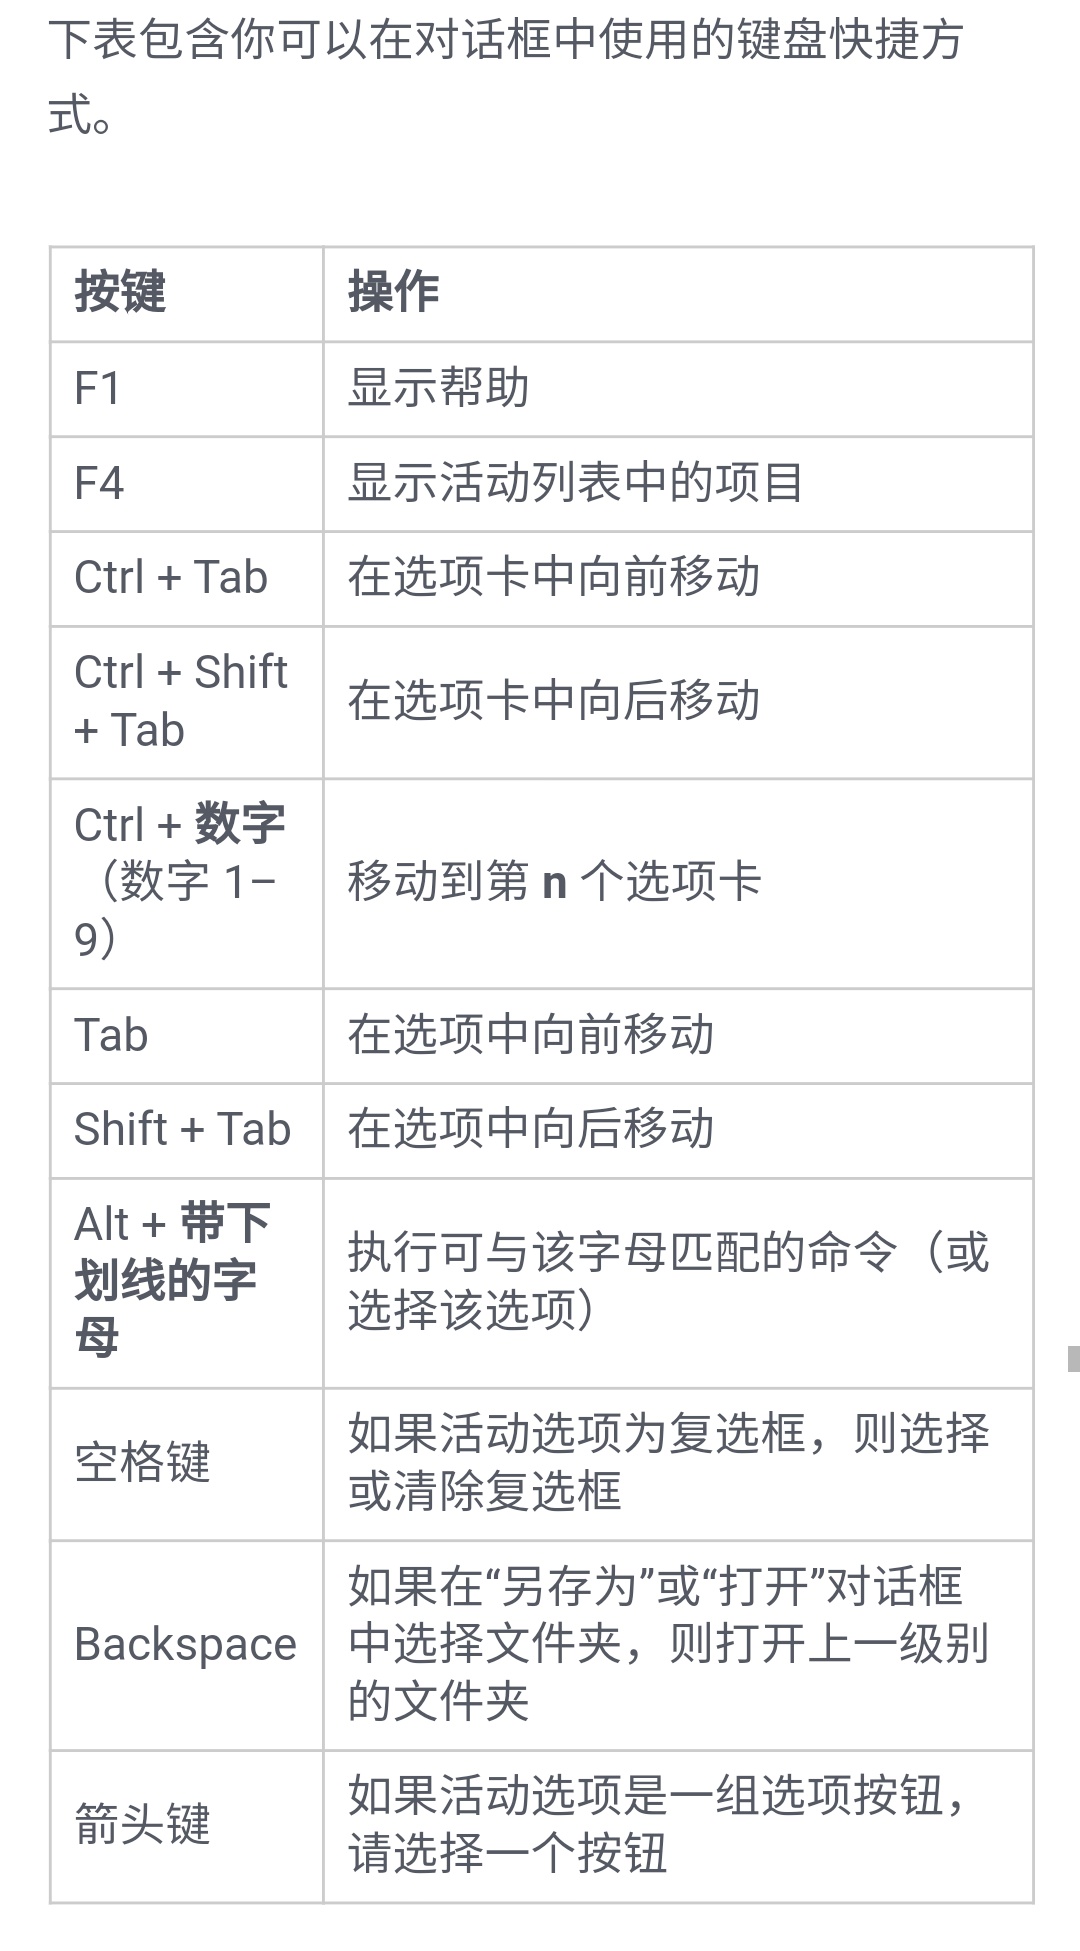 下表包含你可以在对话框中使用的键盘快捷方
式。
按键
操作
F1
显示帮助
F4
显示活动列表中的项目
Ctrl + Tab
在选项卡中向前移动
Ctrl + Shift
+ Tab
在选项卡中向后移动
Ctrl + 数字
（数字 1–
9）
移动到第 n 个选项卡
Tab
在选项中向前移动
Shift + Tab
在选项中向后移动
Alt + 带下
划线的字
母
执行可与该字母匹配的命令（或
选择该选项）
空格键
如果活动选项为复选框，则选择
或清除复选框
Backspace
如果在“另存为”或“打开”对话框
中选择文件夹，则打开上一级别
的文件夹
箭头键
如果活动选项是一组选项按钮，
请选择一个按钮